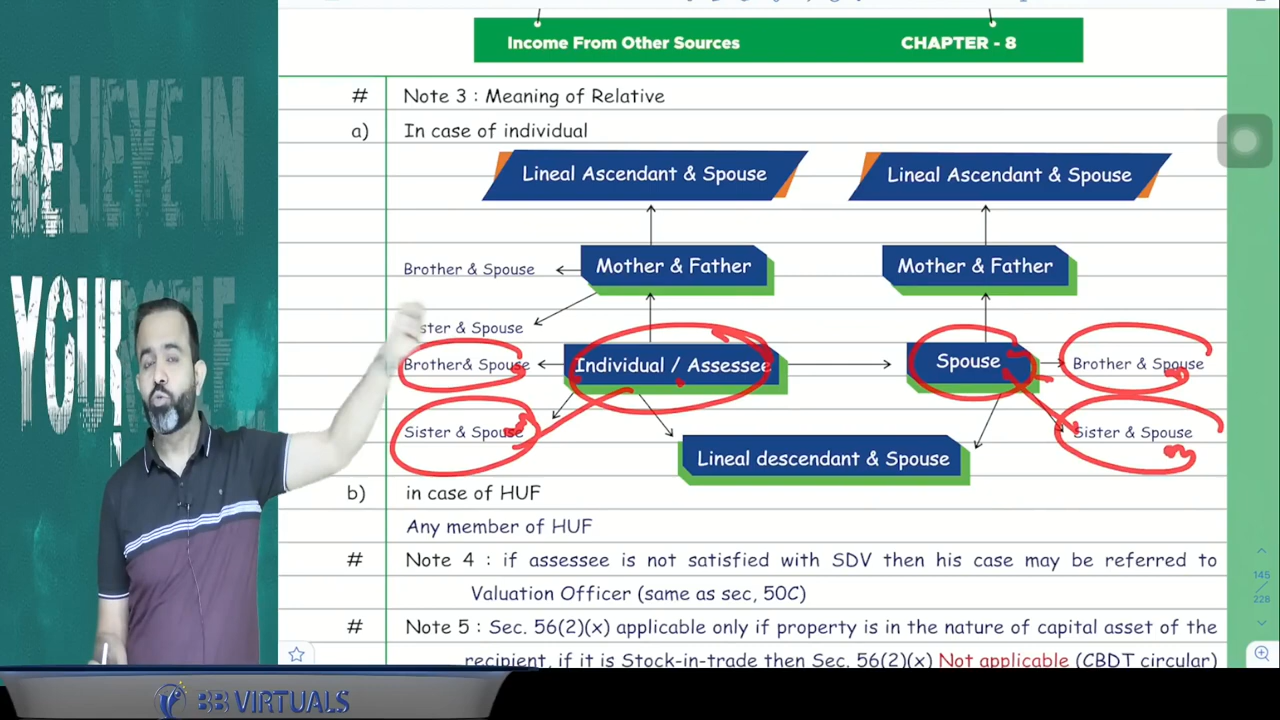 Income From Other Sources CHAPTER - 8
# Note 3 : Meaning of Relative
a) In case of individual
Lineal Ascendant & Spouse Lineal Ascendant & Spouse
Brother & Spouse Mother & Father Mother & Father
ster & Spouse
Brother& Spouse Individual / Assessee Spouse Brother & Spouse
Sister & Spouse Sister & Spouse
Lineal descendant & Spouse
b) in case of HUF
Any member of HUF
# Note 4 : if assessee is not satisfied with SDV then his case may be referred to
Valuation Officer (same as sec, 50C)
# Note 5 : Sec. 56(2)(x) applicable only if property is in the nature of capital asset of the
recipient, if it is Stock-in-trade then Sec. 56(2)(x) Not applicable (CBDT circular)
145
228
BELIEVE IN
BB VIRTUALS